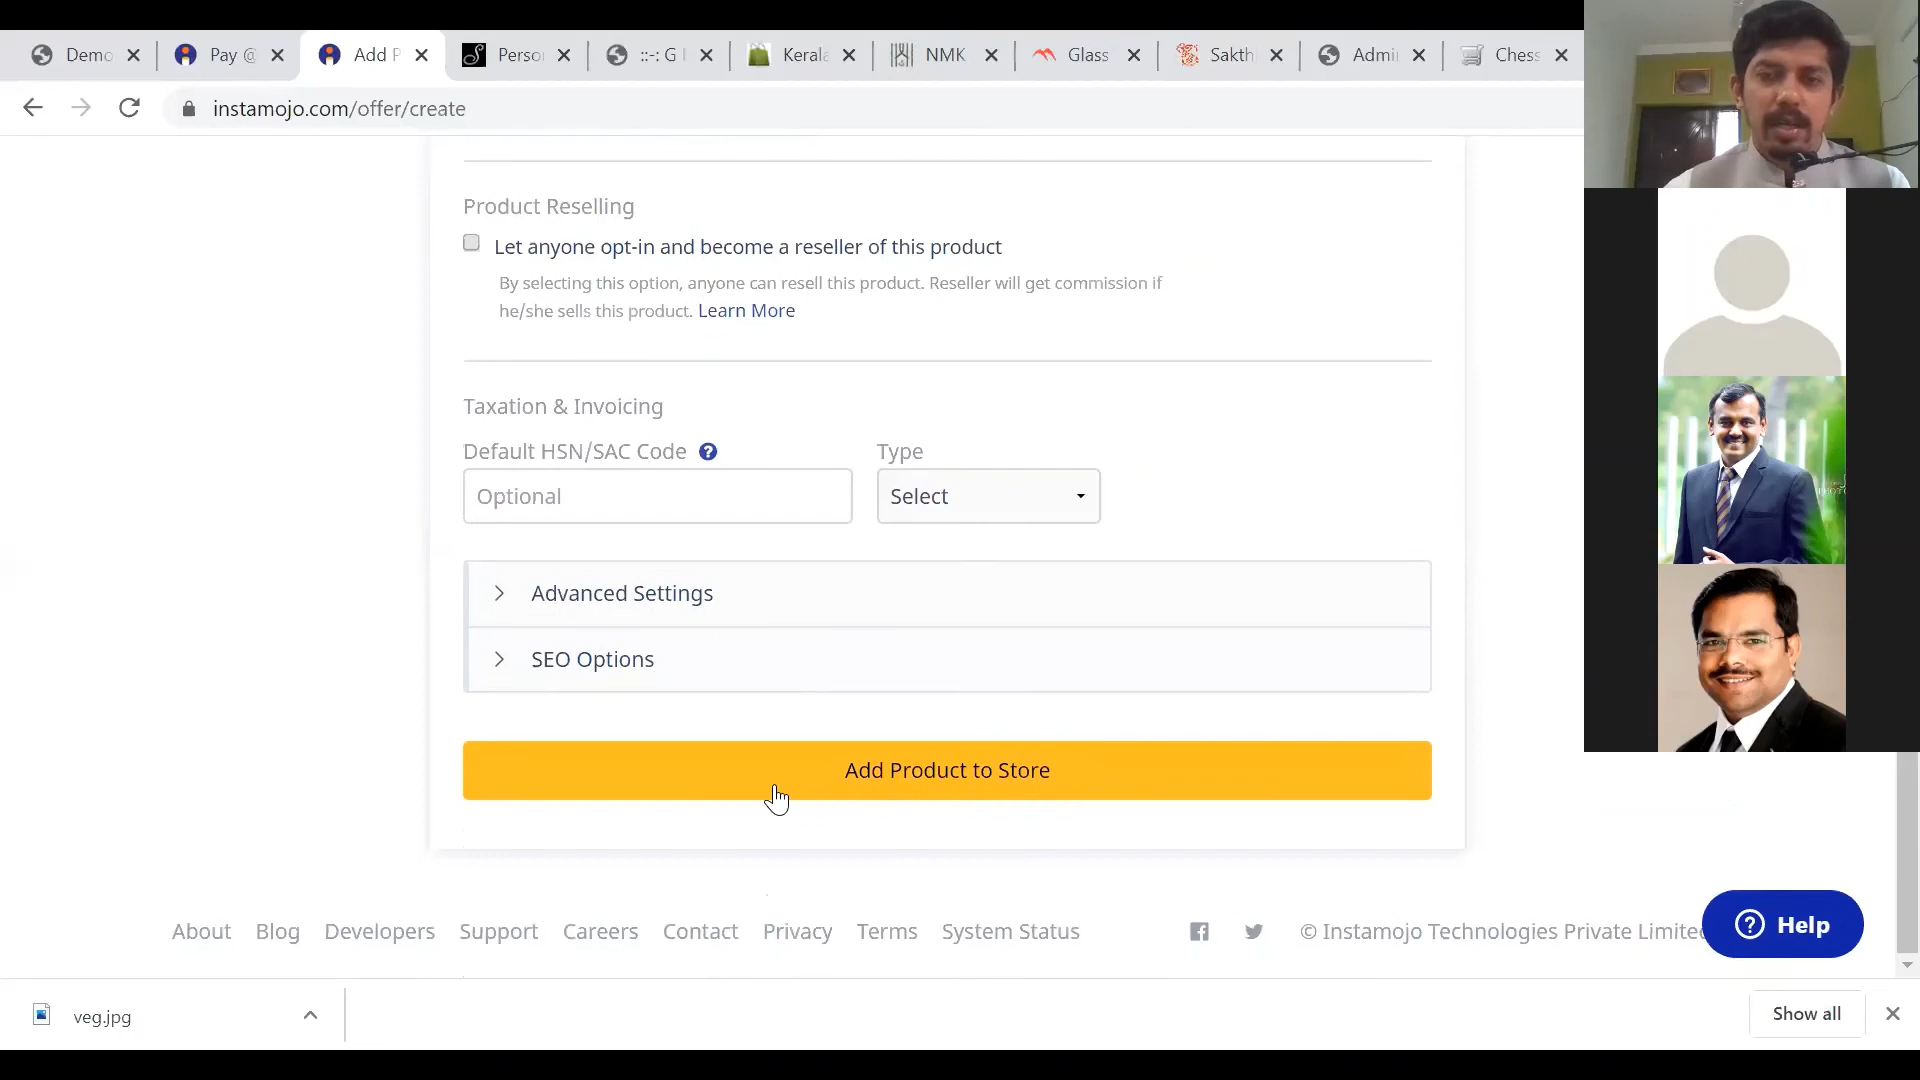 Demo
Pay @
Add P
Perso
::-: G
Kerala
NMK
Glass
Sakth
Admi
Chess
instamojo.com/offer/create
Product Reselling
Let anyone opt-in and become a reseller of this product
By selecting this option, anyone can resell this product. Reseller will get commission if
he/she sells this product. Learn More
Taxation & Invoicing
Default HSN/SAC Code ?
Type
Optional
Select
Advanced Settings
SEO Options
Add Product to Store
About Blog Developers Support Careers Contact Privacy Terms System Status
© Instamojo Technologies Private Limited
? Help
veg.jpg
Show all